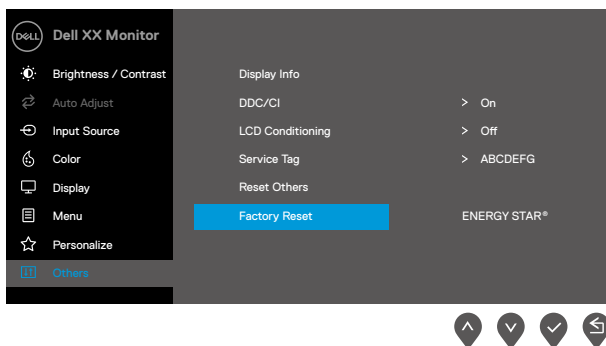 DELL Dell XX Monitor
Brightness / Contrast
Auto Adjust
Input Source
Color
Display
Menu
Personalize
Others
Display Info
DDC/CI > On
LCD Conditioning > Off
Service Tag > ABCDEFG
Reset Others
Factory Reset ENERGY STAR®